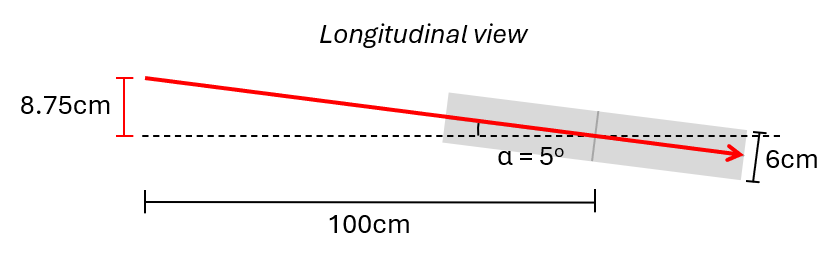 Longitudinal view
8.75cm
α = 5º
6cm
100cm